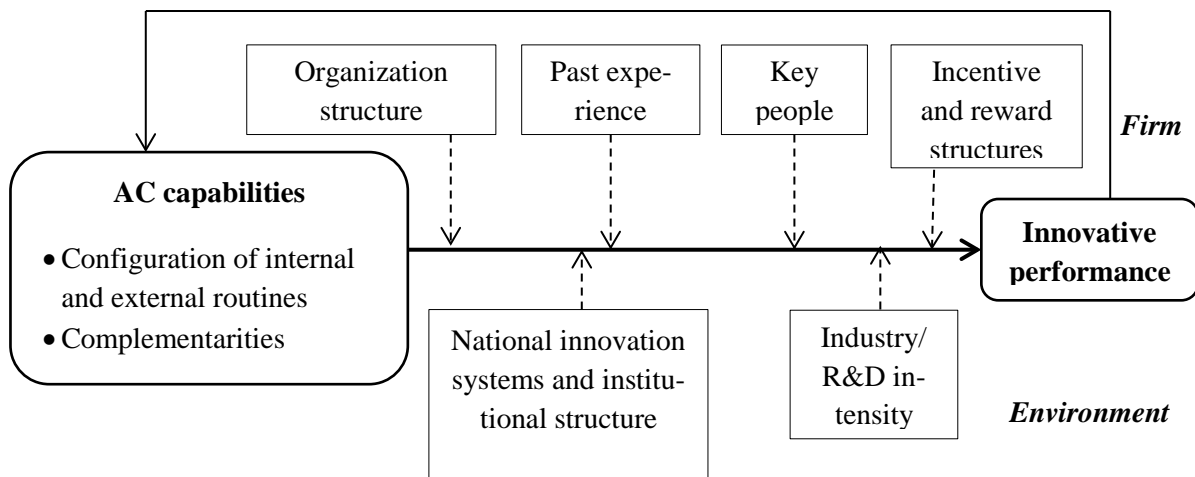 Organization
structure
Past expe-
rience
Key
people
Incentive
and reward
structures
Firm
AC capabilities
• Configuration of internal
and external routines
• Complementarities
Innovative
performance
National innovation
systems and institu-
tional structure
Industry/
R&D in-
tensity
Environment